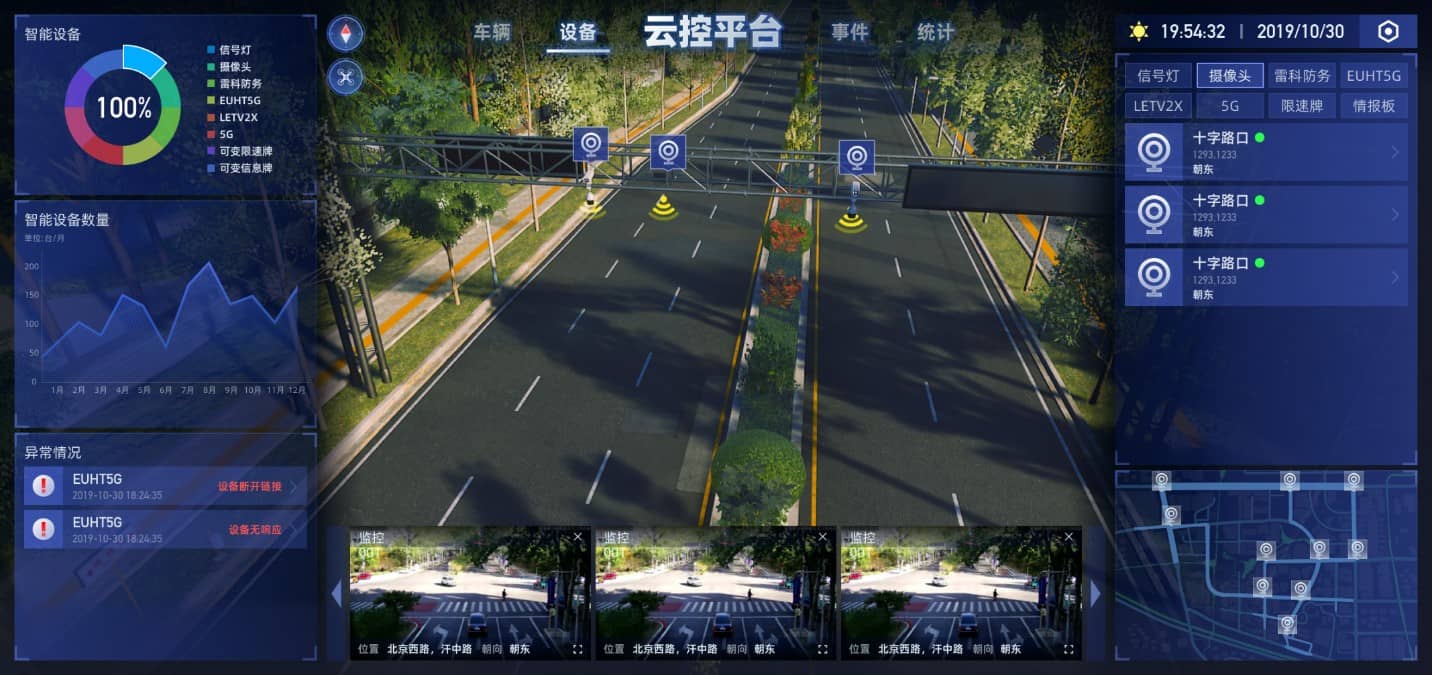 智能设备
100%
信号灯
摄像头
雷科防务
EUHT5G
LETV2X
5G
可变限速牌
可变信息牌
智能设备数量
单位:台/月
200
150
100
50
0
1月 2月 3月 4月 5月 6月 7月 8月 9月 10月 11月 12月
异常情况
EUHT5G
2019-10-30 18:24:35
设备断开链接
EUHT5G
2019-10-30 18:24:35
设备无响应
车辆 设备 云控平台 事件 统计
监控
001
位置 北京西路，汗中路 朝向 朝东
监控
001
位置 北京西路，汗中路 朝向 朝东
监控
001
位置 北京西路，汗中路 朝向 朝东
19:54:32 | 2019/10/30
信号灯 摄像头 雷科防务 EUHT5G
LETV2X 5G 限速牌 情报板
十字路口
1293,1233
朝东
十字路口
1293,1233
朝东
十字路口
1293,1233
朝东